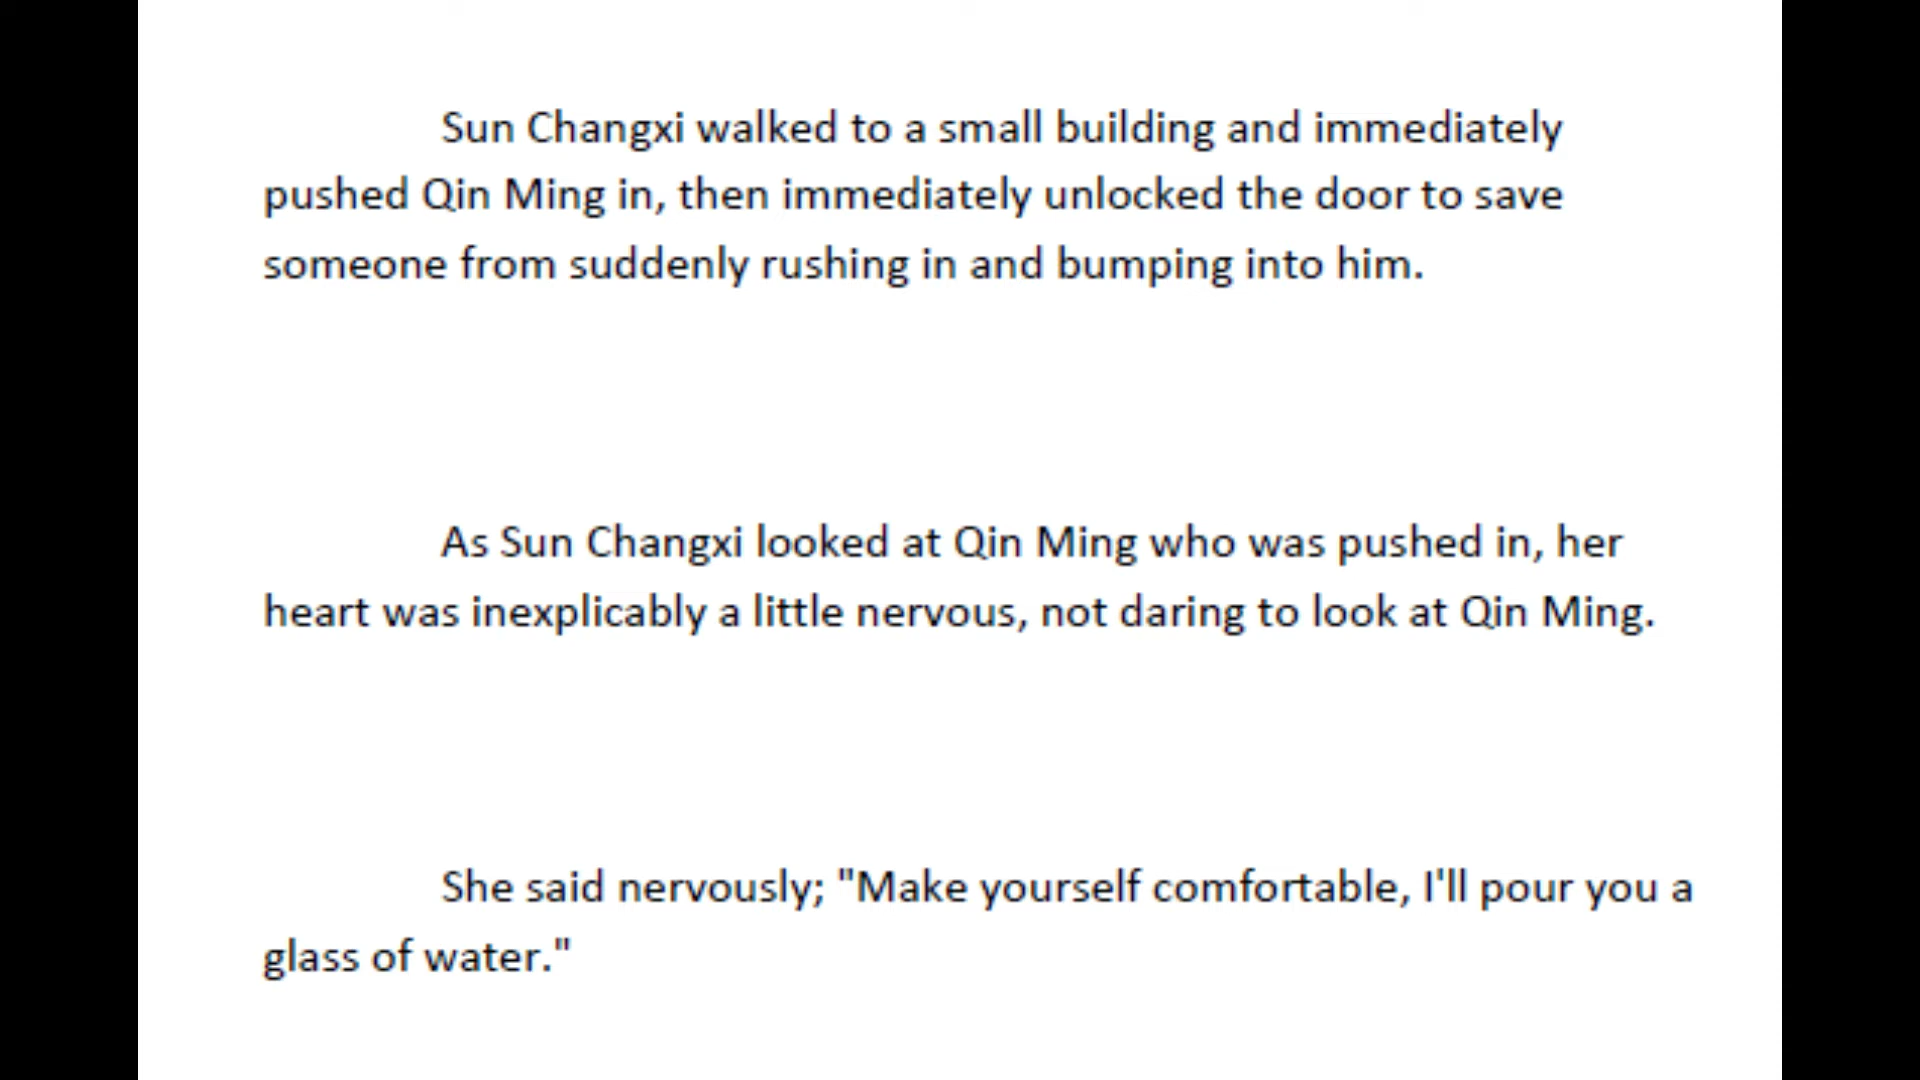 Sun Changxi walked to a small building and immediately
pushed Qin Ming in, then immediately unlocked the door to save
someone from suddenly rushing in and bumping into him.
As Sun Changxi looked at Qin Ming who was pushed in, her
heart was inexplicably a little nervous, not daring to look at Qin Ming.
She said nervously; "Make yourself comfortable, I'll pour you a
glass of water."